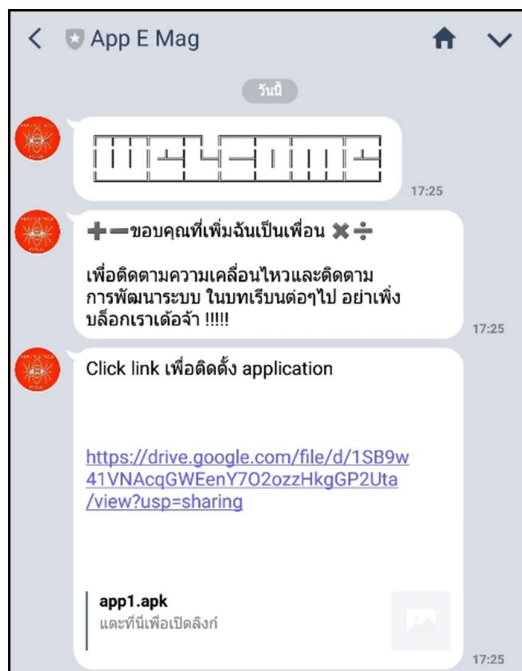 App E Mag
วันนี้
17:25
➕➖ขอบคุณที่เพิ่มฉันเป็นเพื่อน ✖➗
เพื่อติดตามความเคลื่อนไหวและติดตาม
การพัฒนาระบบ ในบทเรีบนต่อๆไป อย่าเพิ่ง
บล็อกเราเด้อจ้า !!!!!
17:25
Click link เพื่อติดตั้ง application
https://drive.google.com/file/d/1SB9w
41VNAcqGWEenY7O2ozzHkgGP2Uta
/view?usp=sharing
app1.apk
แตะที่นี่เพื่อเปิดลิงก์
17:25